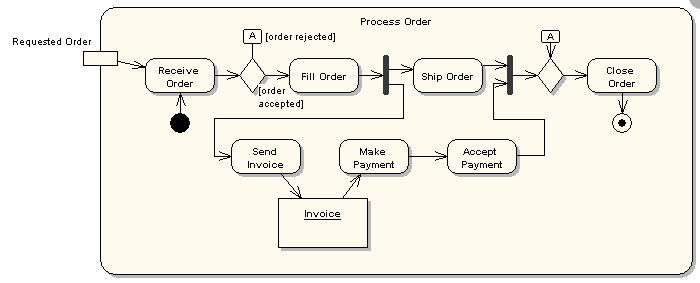 Process Order
Requested Order
A
[order rejected]
A
Receive
Order
Fill Order
Ship Order
Close
Order
[order
accepted]
Send
Invoice
Make
Payment
Accept
Payment
Invoice